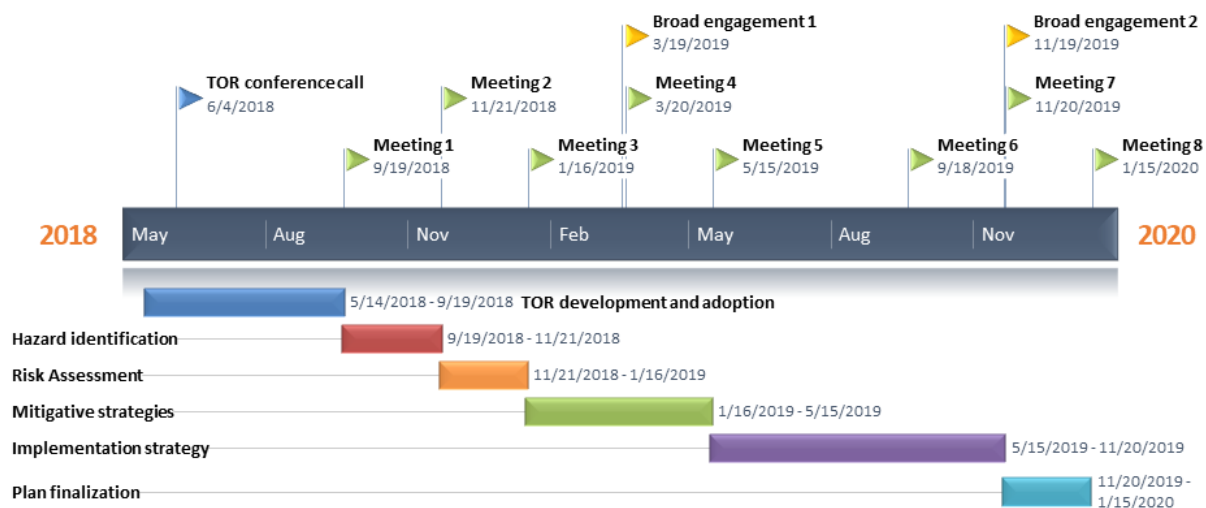 Broad engagement 1
3/19/2019
Broad engagement 2
11/19/2019
TOR conference call
6/4/2018
Meeting 2
11/21/2018
Meeting 4
3/20/2019
Meeting 7
11/20/2019
Meeting 1
9/19/2018
Meeting 3
1/16/2019
Meeting 5
5/15/2019
Meeting 6
9/18/2019
Meeting 8
1/15/2020
2018 May Aug Nov Feb May Aug Nov 2020
5/14/2018 - 9/19/2018 TOR development and adoption
Hazard identification 9/19/2018 - 11/21/2018
Risk Assessment 11/21/2018 - 1/16/2019
Mitigative strategies 1/16/2019 - 5/15/2019
Implementation strategy 5/15/2019 - 11/20/2019
Plan finalization 11/20/2019 -
1/15/2020